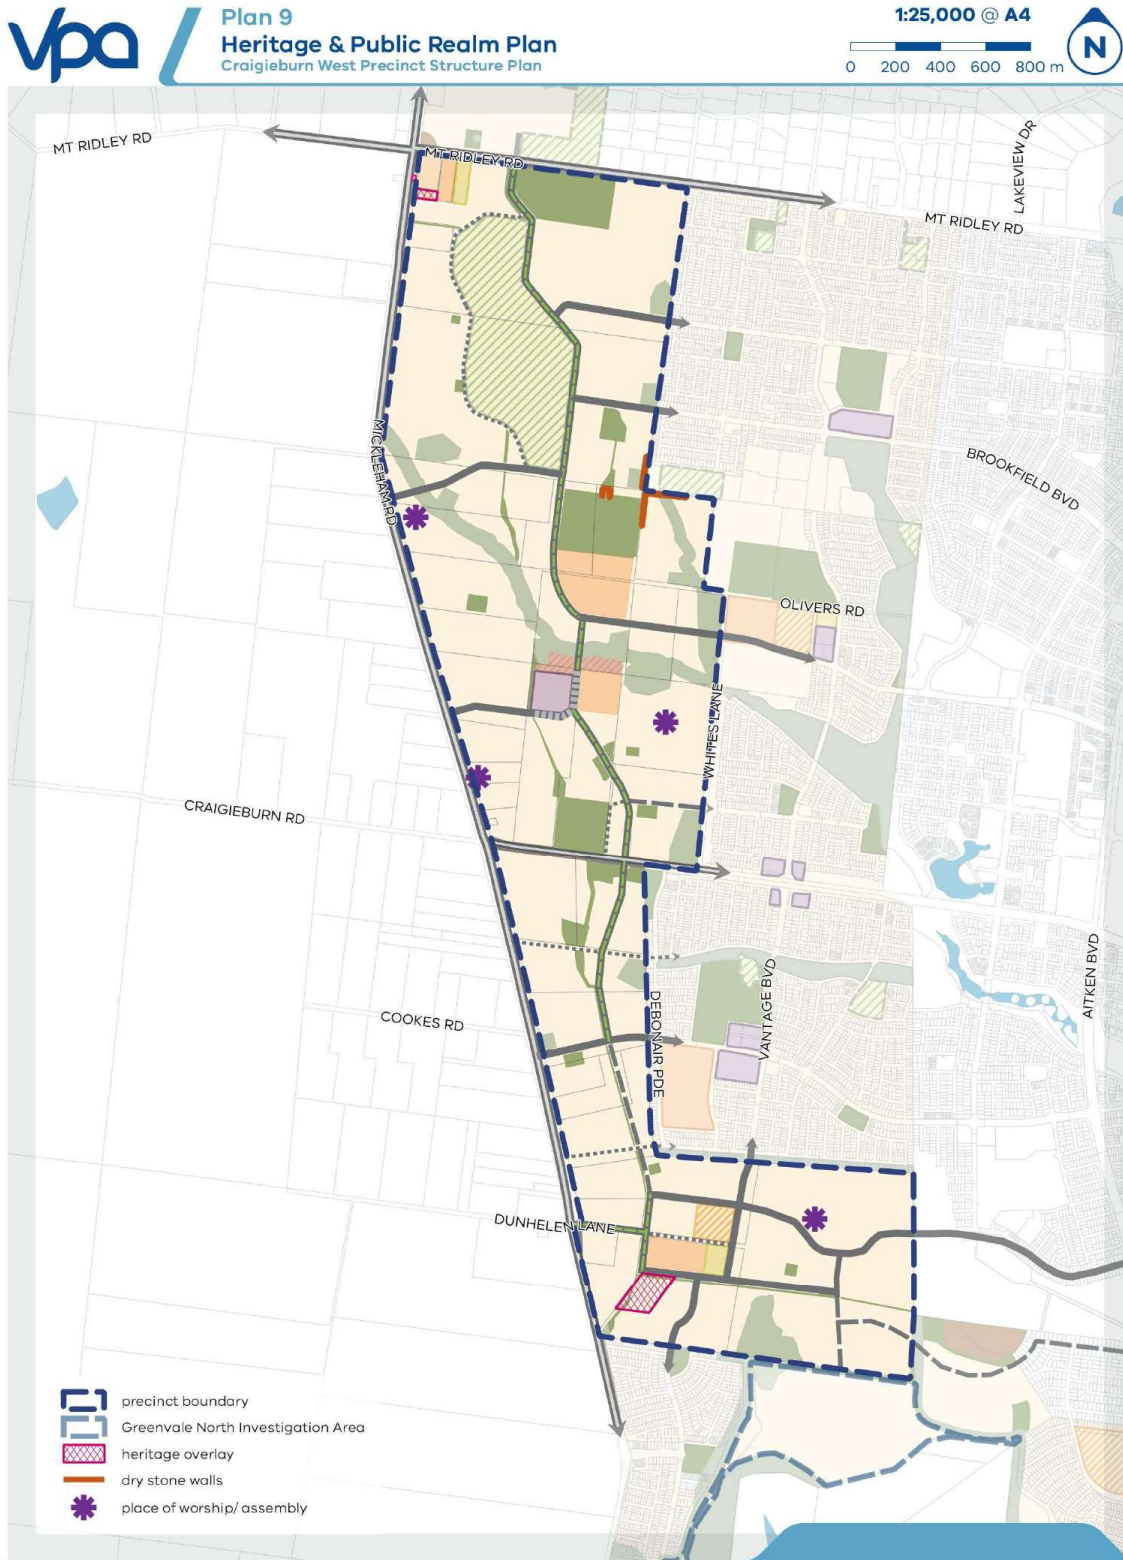 vpa
Plan 9
Heritage & Public Realm Plan
Craigieburn West Precinct Structure Plan
1:25,000 @ A4
0 200 400 600 800 m
N
MT RIDLEY RD
MT RIDLEY RD
LAKEVIEW DR
MT RIDLEY RD
MICKLEHAM RD
BROOKFIELD BVD
OLIVERS RD
WHITES LANE
CRAIGIEBURN RD
AITKEN BVD
VANTAGE BVD
DEBONAIR PDE
COOKES RD
DUNHELEN LANE
precinct boundary
Greenvale North Investigation Area
heritage overlay
dry stone walls
place of worship/ assembly